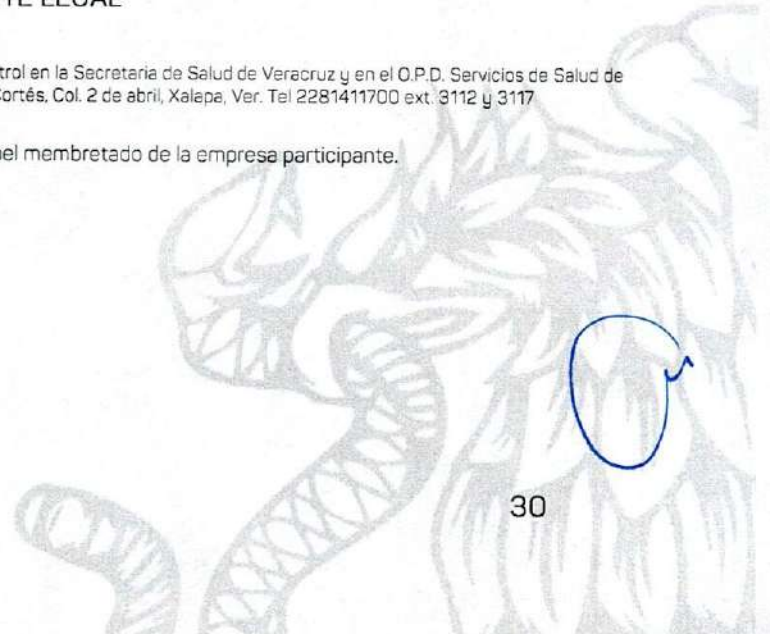 TE LEGAL
trol en la Secretaria de Salud de Veracruz y en el O.P.D. Servicios de Salud de
Cortés, Col. 2 de abril, Xalapa, Ver. Tel 2281411700 ext. 3112 y 3117
el membretado de la empresa participante.
30